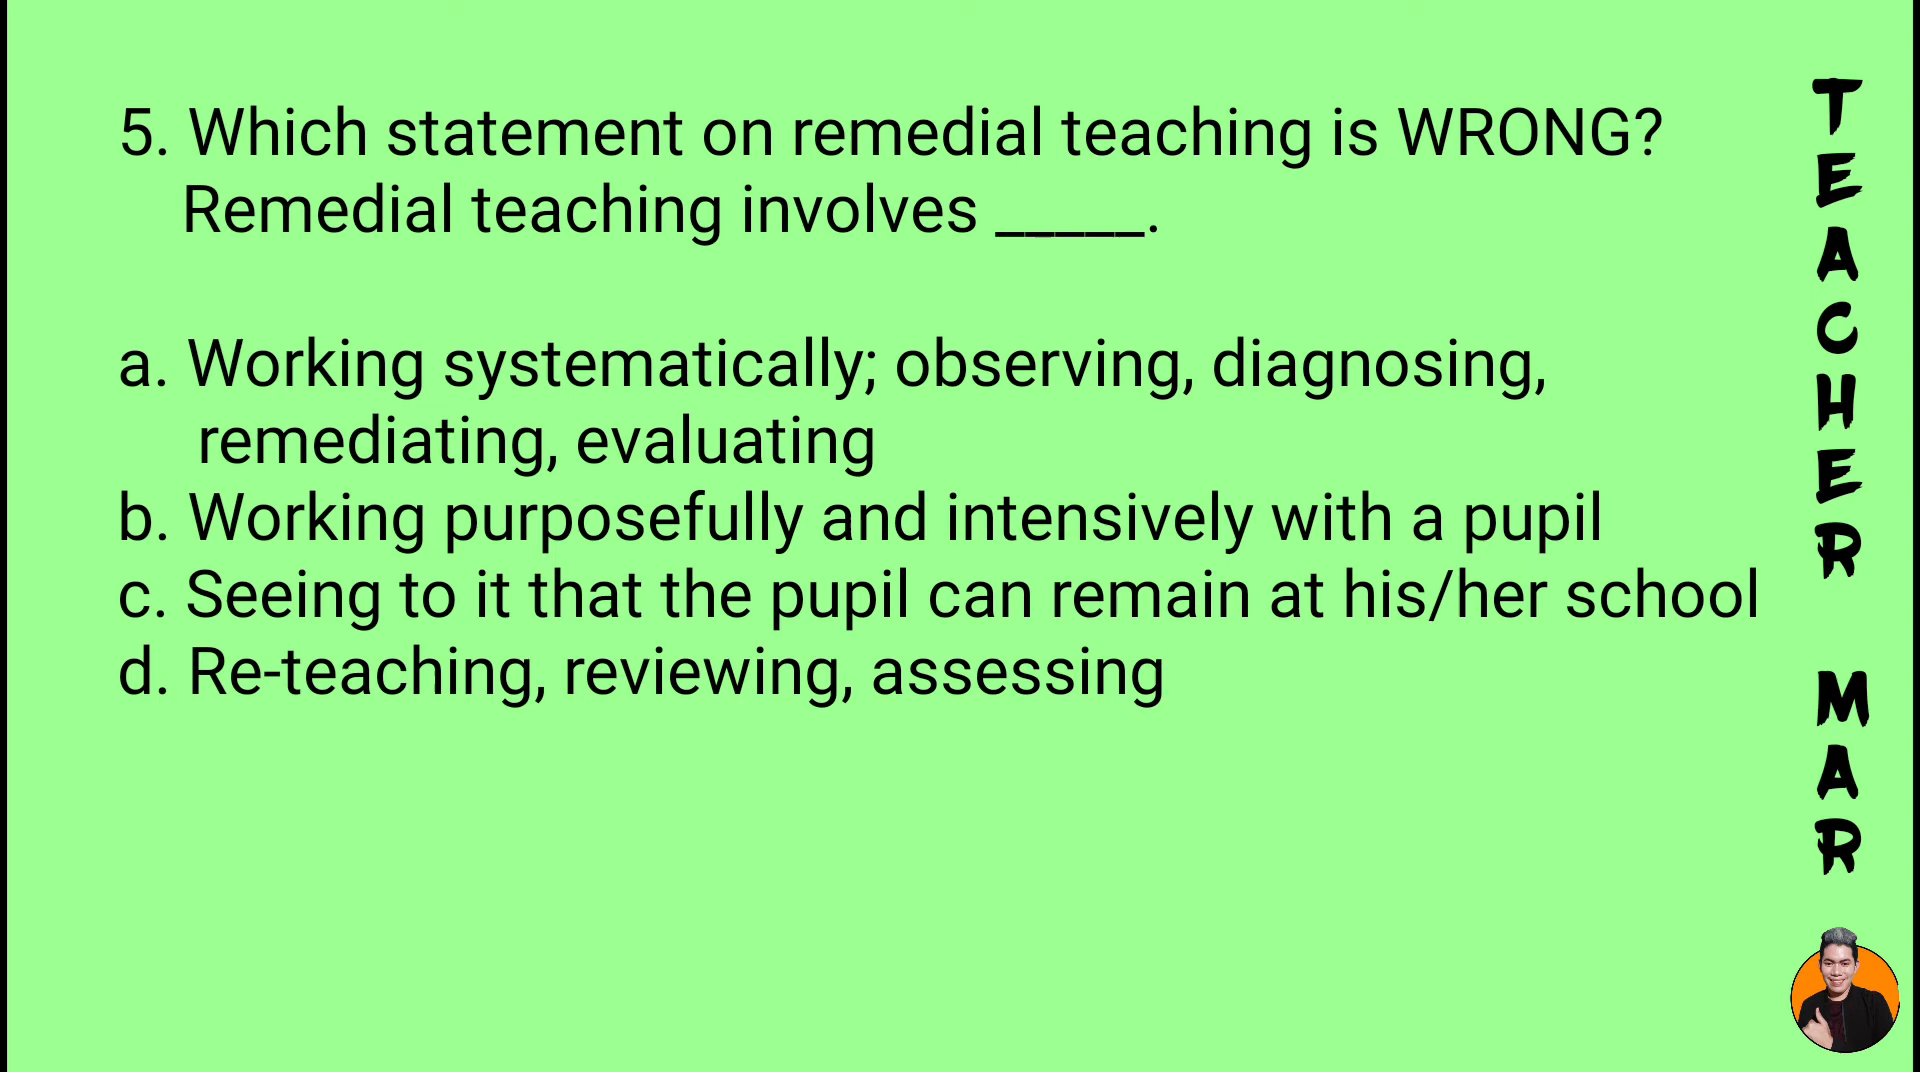 5. Which statement on remedial teaching is WRONG?
Remedial teaching involves _____.
a. Working systematically; observing, diagnosing,
remediating, evaluating
b. Working purposefully and intensively with a pupil
c. Seeing to it that the pupil can remain at his/her school
d. Re-teaching, reviewing, assessing
TEACHER MAR